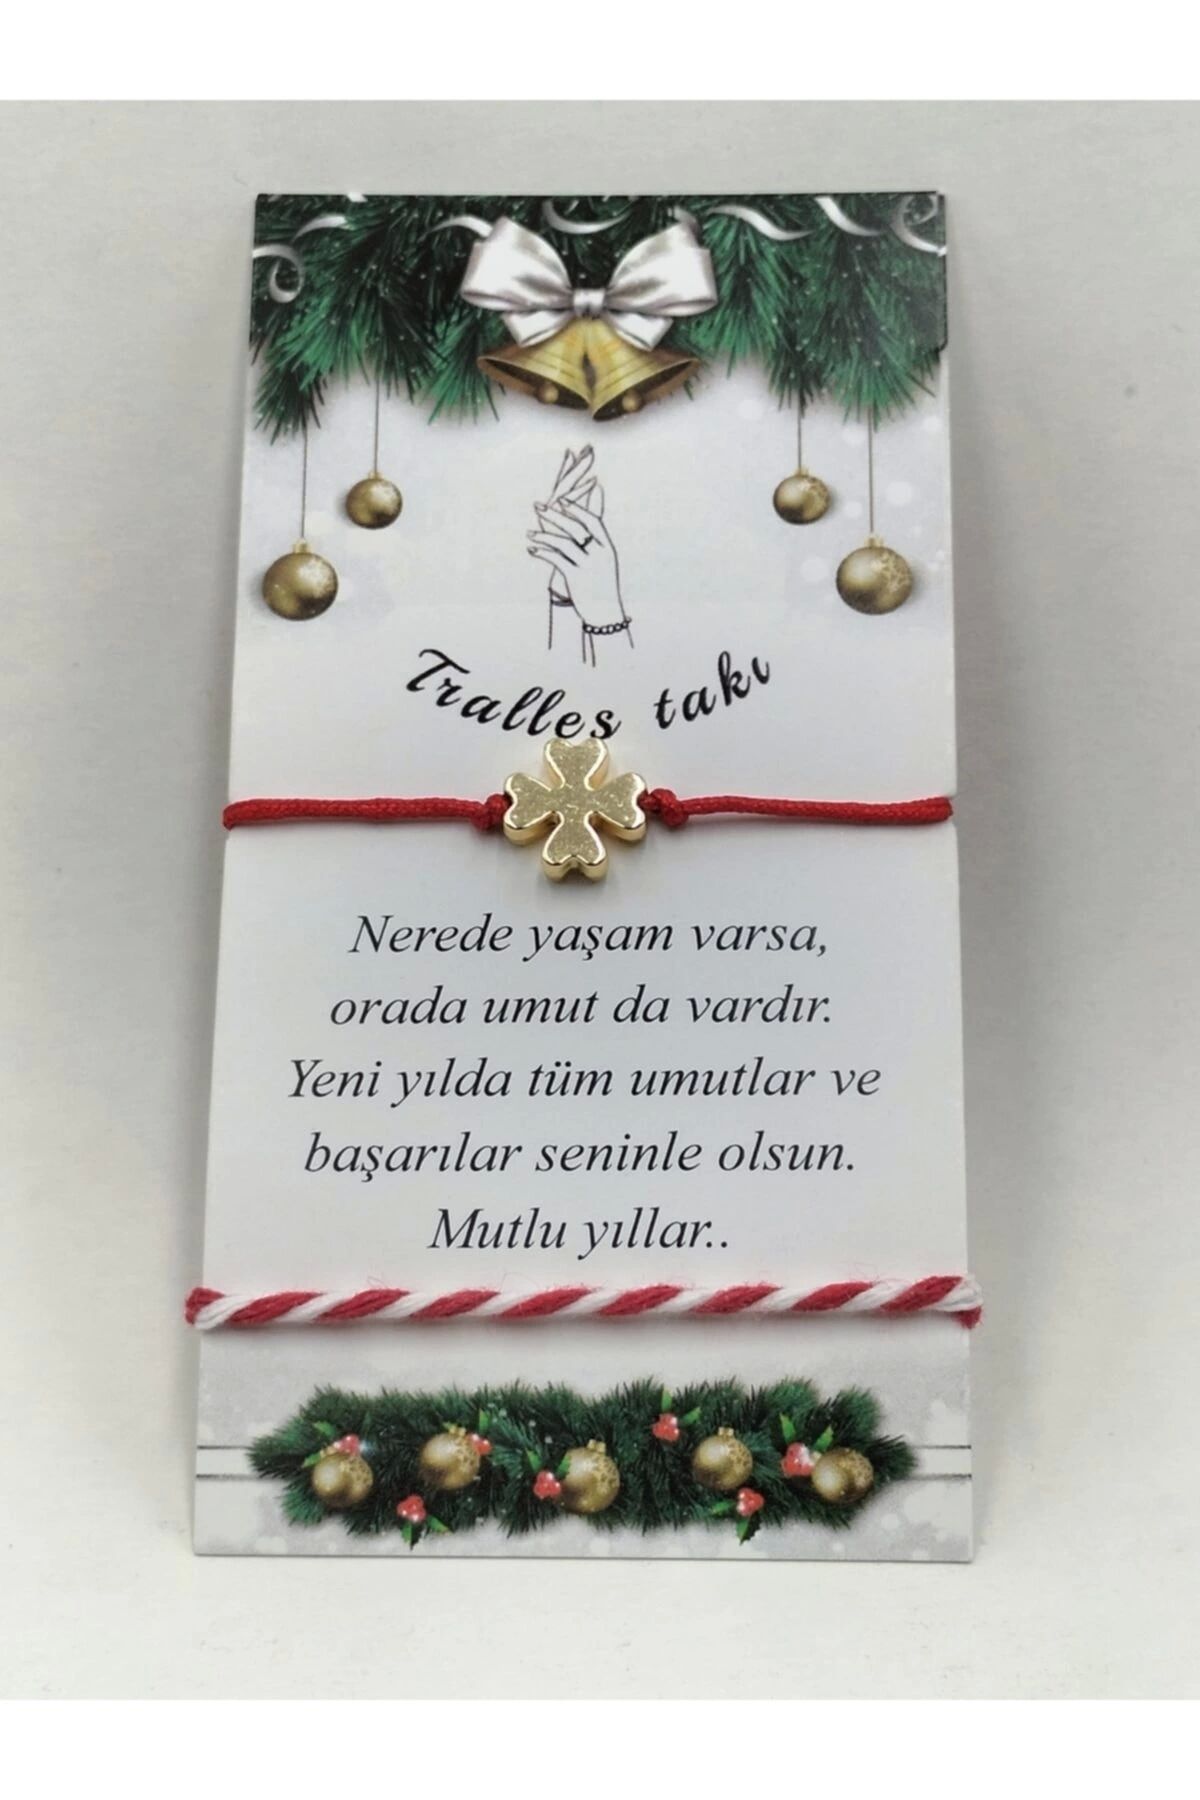 Tralles takı
Nerede yaşam varsa,
orada umut da vardır.
Yeni yılda tüm umutlar ve
başarılar seninle olsun.
Mutlu yıllar..